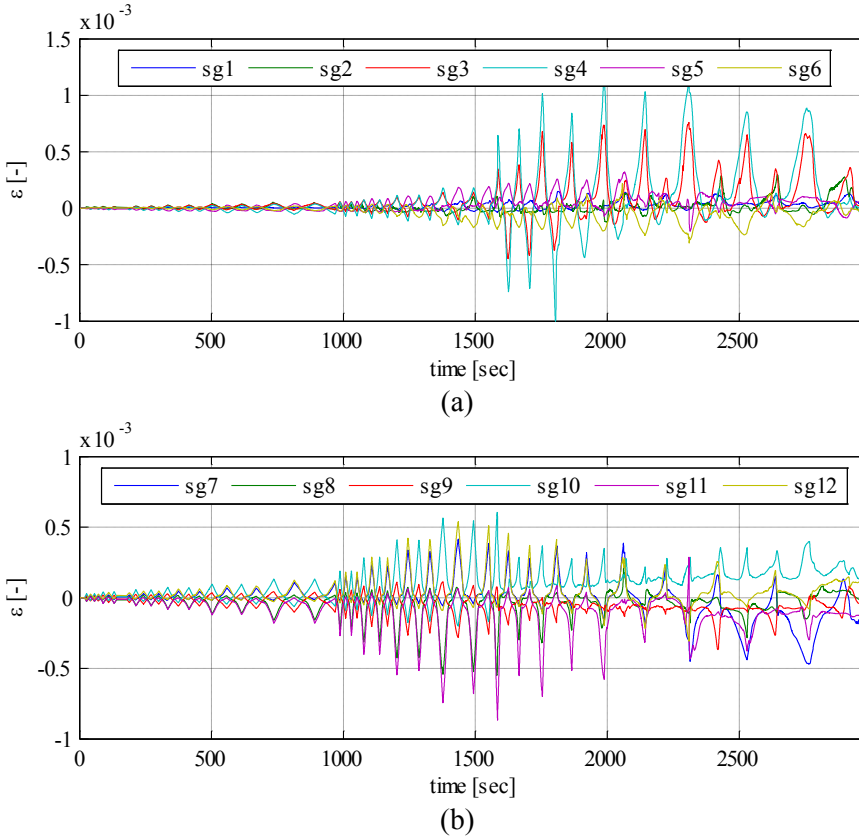 x 10⁻³
1.5
sg1 sg2 sg3 sg4 sg5 sg6
1
0.5
ε [-]
0
-0.5
-1
0 500 1000 1500 2000 2500
time [sec]
(a)
x 10⁻³
1
sg7 sg8 sg9 sg10 sg11 sg12
0.5
ε [-]
0
-0.5
-1
0 500 1000 1500 2000 2500
time [sec]
(b)